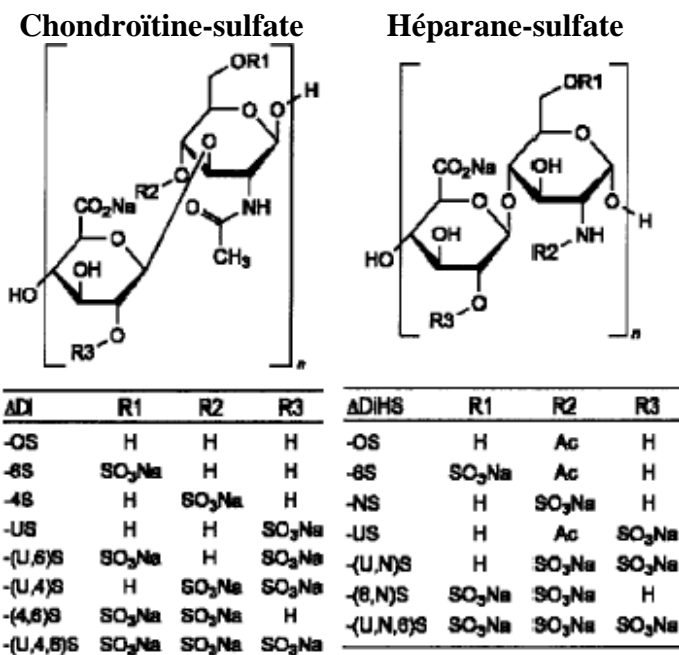 Chondroïtine-sulfate
OR1
O
H
O
O
O
R2
O
CO₂Na
O
NH
O
CH₃
OH
O
HO
O
R3
n
Héparane-sulfate
OR1
O
OH
CO₂Na
O
O
H
O
NH
OH
R2
HO
O
R3
n
ΔDi R1 R2 R3
-OS H H H
-6S SO₃Na H H
-4S H SO₃Na H
-US H H SO₃Na
-(U,6)S SO₃Na H SO₃Na
-(U,4)S H SO₃Na SO₃Na
-(4,6)S SO₃Na SO₃Na H
-(U,4,6)S SO₃Na SO₃Na SO₃Na
ΔDiHS R1 R2 R3
-OS H Ac H
-6S SO₃Na Ac H
-NS H SO₃Na H
-US H Ac SO₃Na
-(U,N)S H SO₃Na SO₃Na
-(6,N)S SO₃Na SO₃Na H
-(U,N,6)S SO₃Na SO₃Na SO₃Na